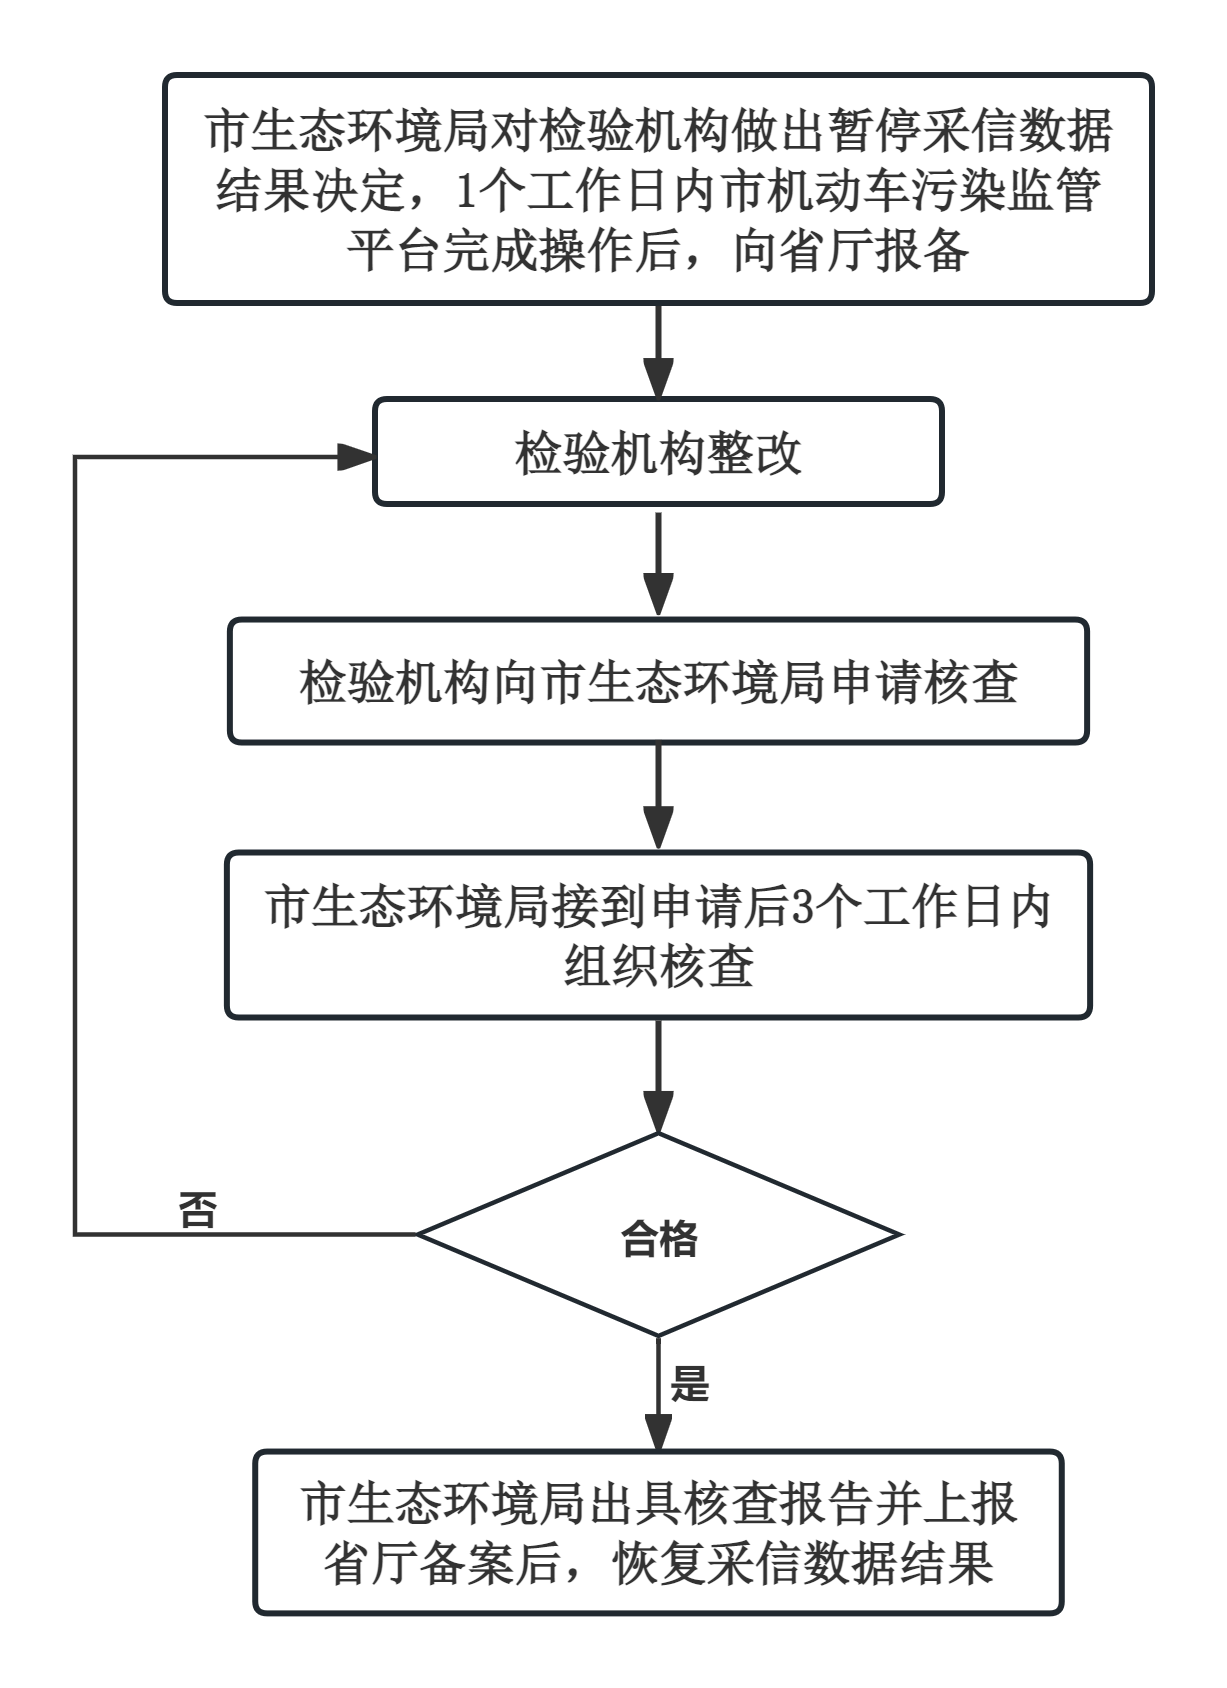 市生态环境局对检验机构做出暂停采信数据
结果决定，1个工作日内市机动车污染监管
平台完成操作后，向省厅报备
检验机构整改
检验机构向市生态环境局申请核查
市生态环境局接到申请后3个工作日内
组织核查
否
合格
是
市生态环境局出具核查报告并上报
省厅备案后，恢复采信数据结果